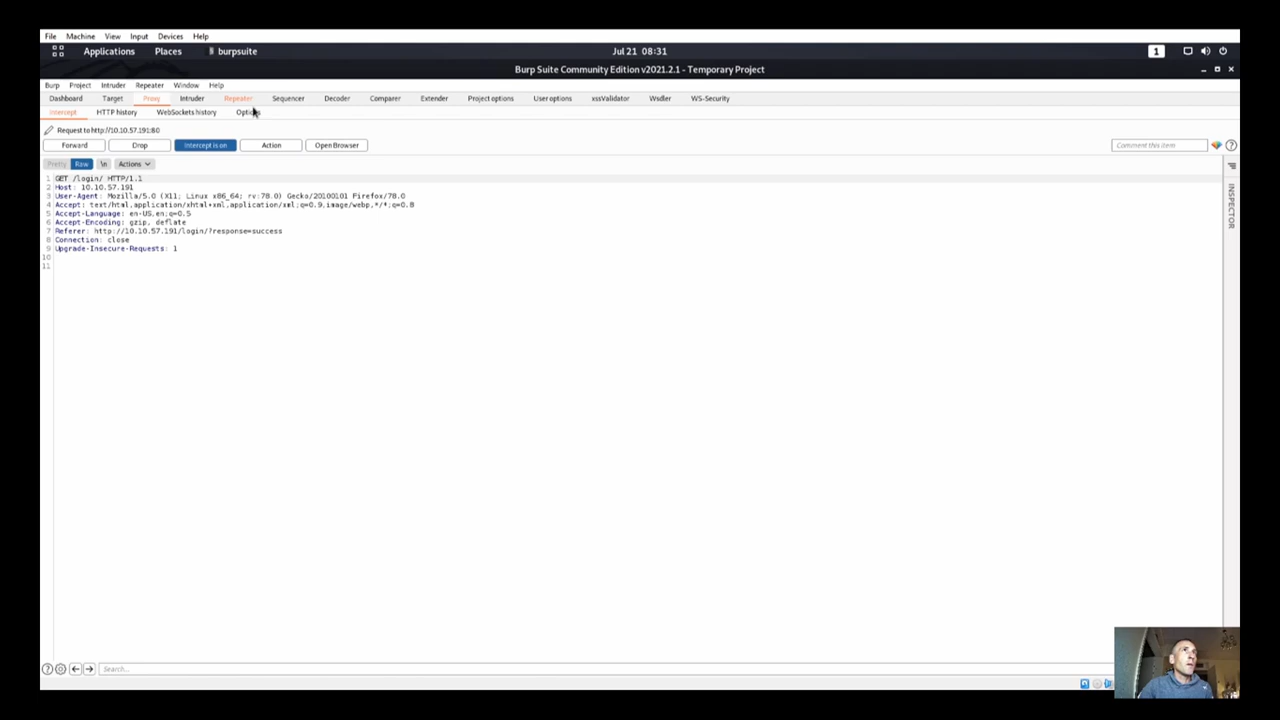 File Machine View Input Devices Help
Applications Places burpsuite Jul 21 08:31 1
Burp Suite Community Edition v2021.2.1 - Temporary Project
Burp Project Intruder Repeater Window Help
Dashboard Target Proxy Intruder Repeater Sequencer Decoder Comparer Extender Project options User options xssValidator Wsdler WS-Security
Intercept HTTP history WebSockets history Options
Request to http://10.10.57.191:80
Forward Drop Intercept is on Action Open Browser Comment this item ?
Pretty Raw \n Actions
1 GET /login/ HTTP/1.1
2 Host: 10.10.57.191
3 User-Agent: Mozilla/5.0 (X11; Linux x86_64; rv:78.0) Gecko/20100101 Firefox/78.0
4 Accept: text/html,application/xhtml+xml,application/xml;q=0.9,image/webp,*/*;q=0.8
5 Accept-Language: en-US,en;q=0.5
6 Accept-Encoding: gzip, deflate
7 Referer: http://10.10.57.191/login/?response=success
8 Connection: close
9 Upgrade-Insecure-Requests: 1
10
11
INSPECTOR
? Search...